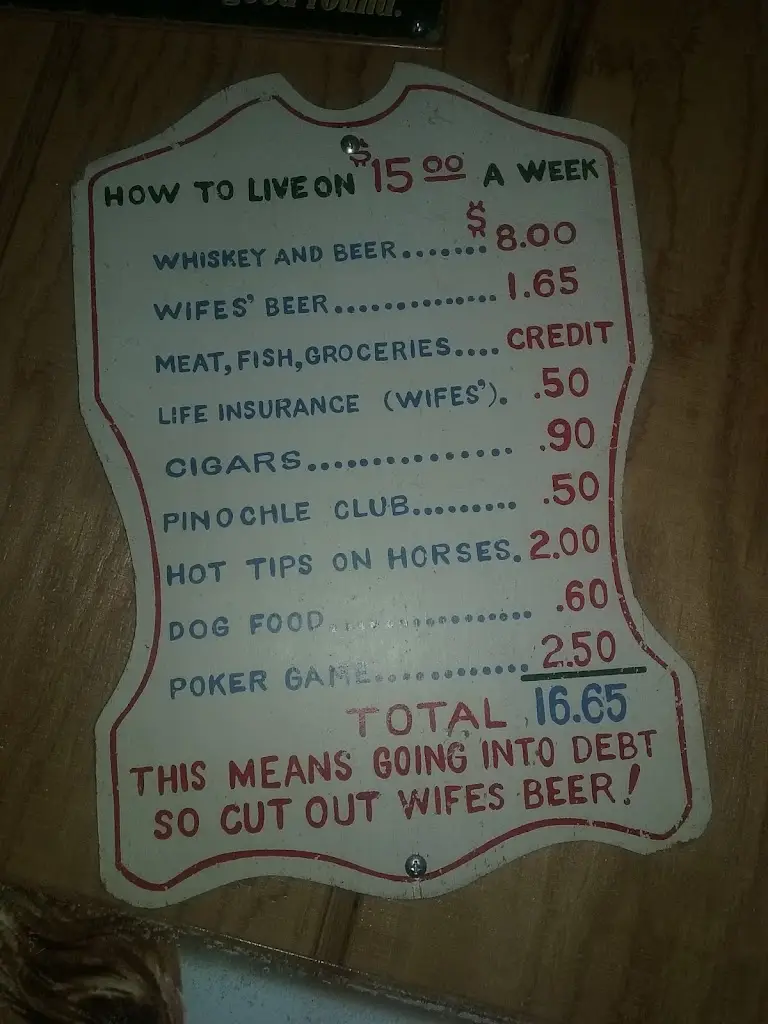 good round.
HOW TO LIVE ON $15.00 A WEEK
WHISKEY AND BEER.......$8.00
WIFES' BEER..............1.65
MEAT, FISH, GROCERIES....CREDIT
LIFE INSURANCE (WIFES'). .50
CIGARS............... .90
PINOCHLE CLUB......... .50
HOT TIPS ON HORSES. 2.00
DOG FOOD................ .60
POKER GAME............ 2.50
TOTAL 16.65
THIS MEANS GOING INTO DEBT
SO CUT OUT WIFES BEER!